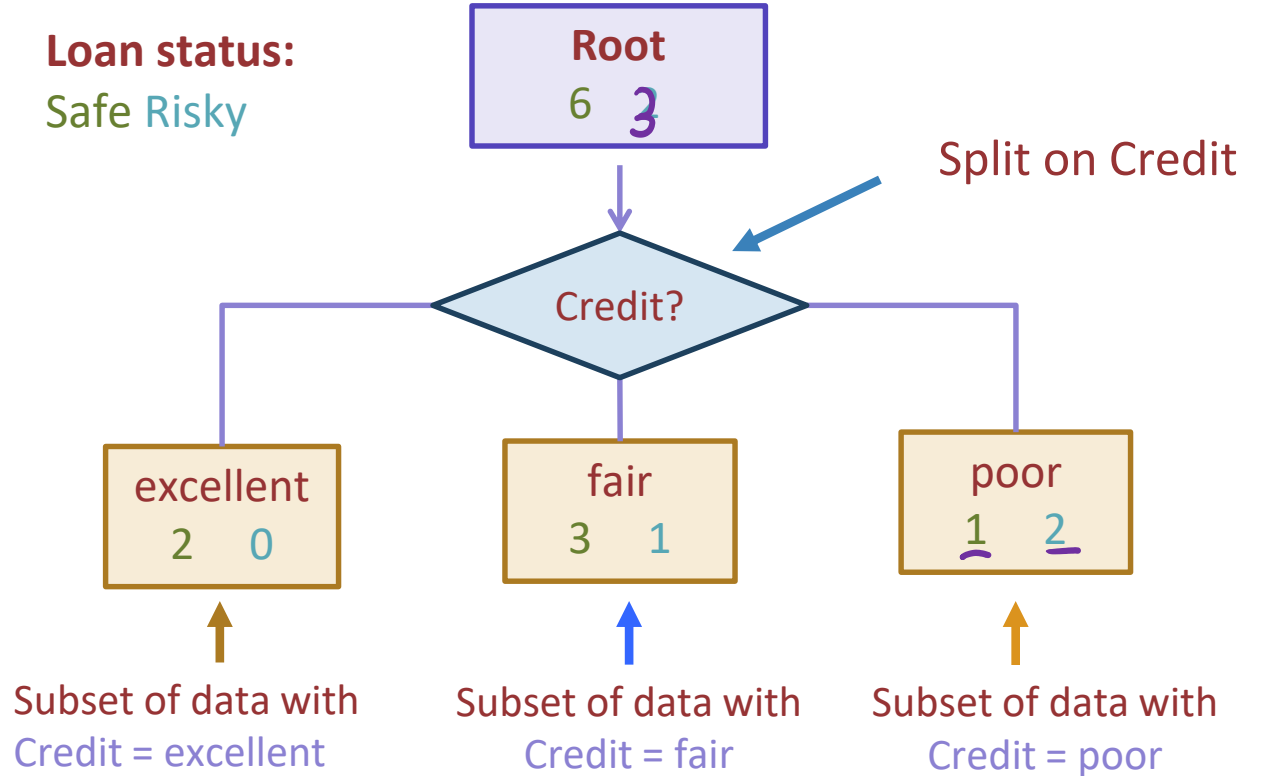 Loan status:
Safe Risky
Root
6 3
Split on Credit
Credit?
excellent
2 0
fair
3 1
poor
1 2
Subset of data with
Credit = excellent
Subset of data with
Credit = fair
Subset of data with
Credit = poor